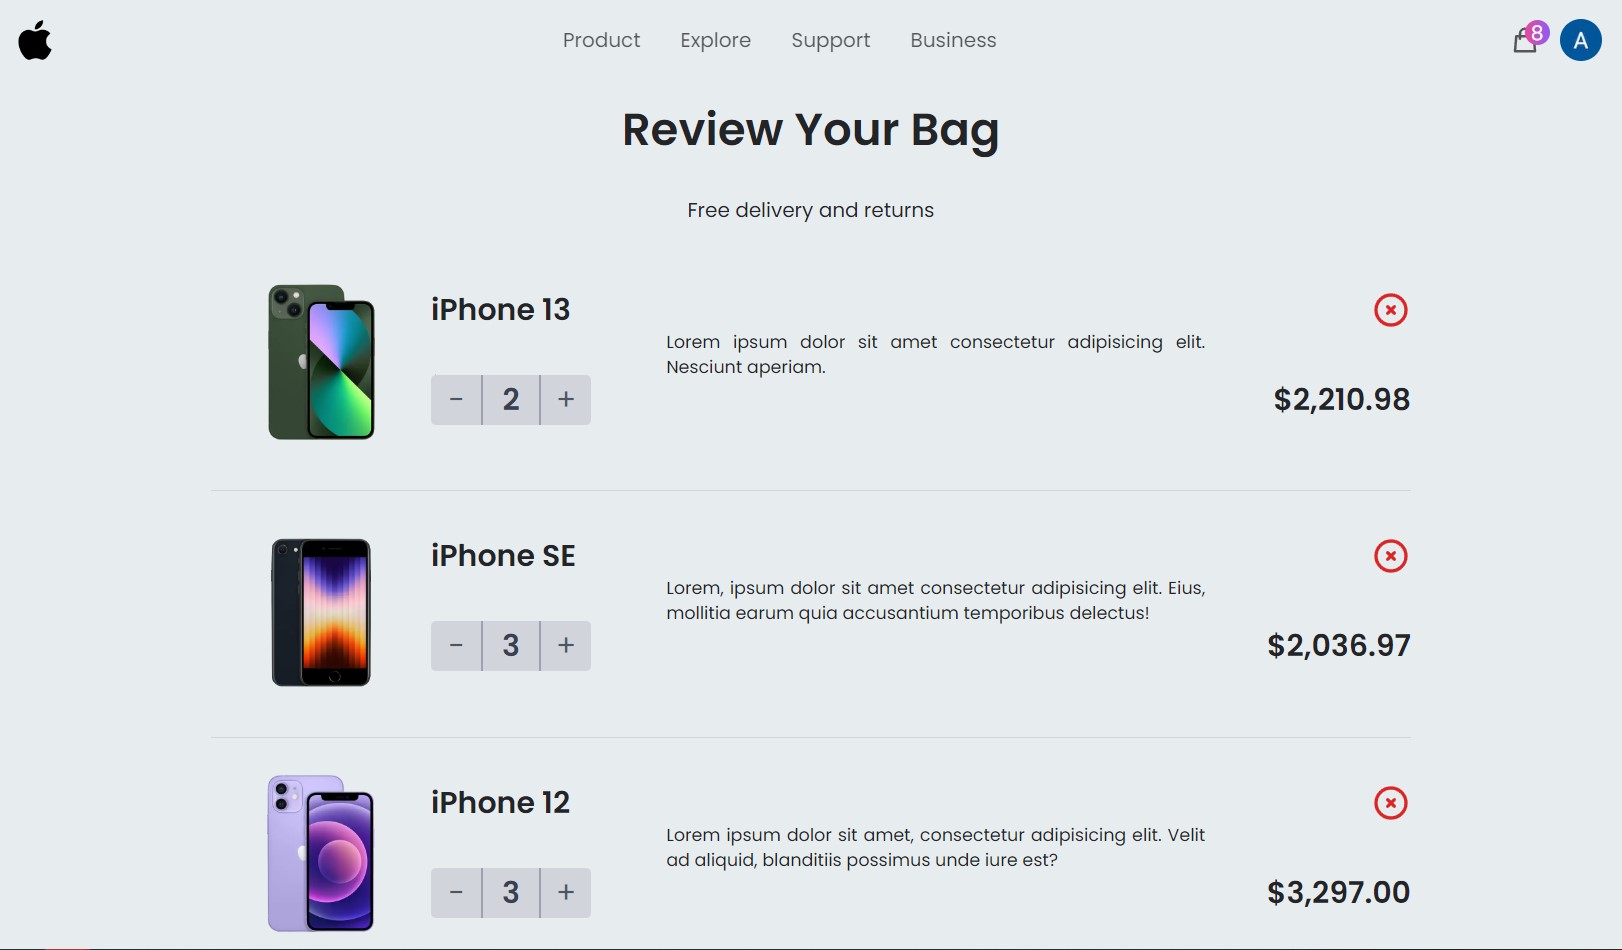 Product Explore Support Business 8 A
Review Your Bag
Free delivery and returns
iPhone 13
Lorem ipsum dolor sit amet consectetur adipisicing elit.
Nesciunt aperiam.
− 2 +
$2,210.98
iPhone SE
Lorem, ipsum dolor sit amet consectetur adipisicing elit. Eius,
mollitia earum quia accusantium temporibus delectus!
− 3 +
$2,036.97
iPhone 12
Lorem ipsum dolor sit amet, consectetur adipisicing elit. Velit
ad aliquid, blanditiis possimus unde iure est?
− 3 +
$3,297.00